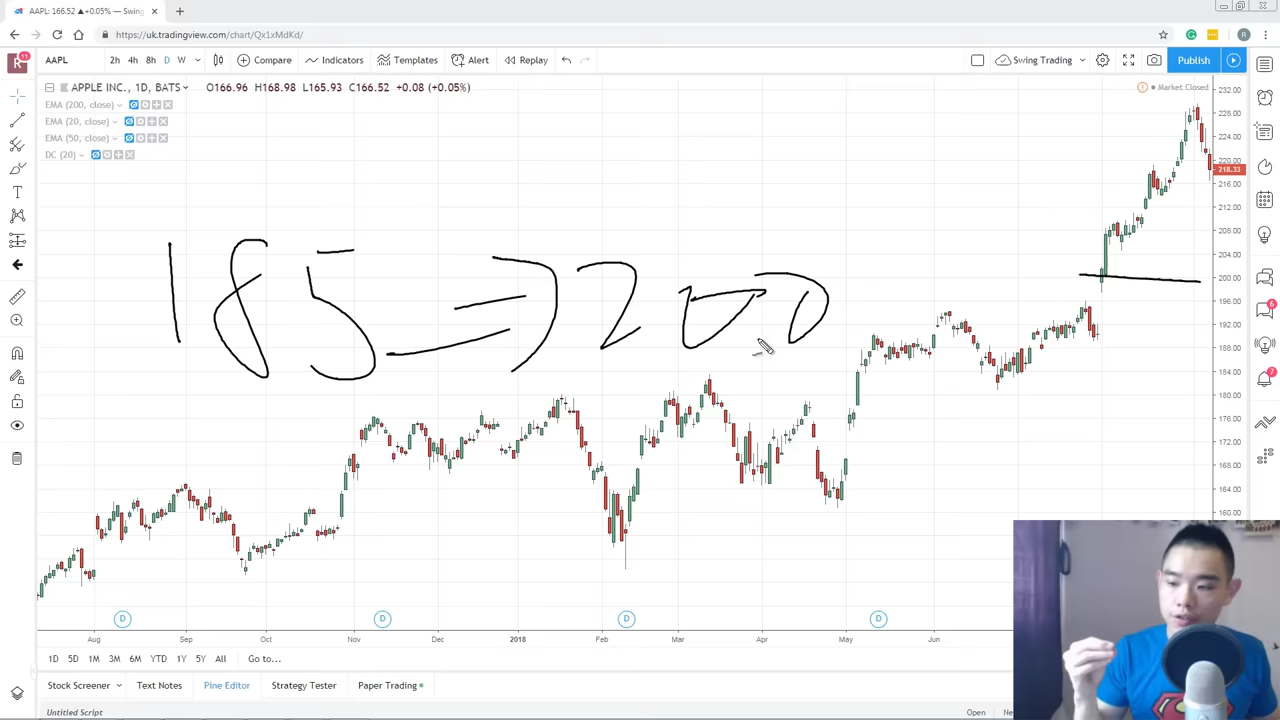 AAPL: 166.52 ▲+0.05% — Swing
https://uk.tradingview.com/chart/Qx1xMdKd/
R
AAPL 2h 4h 8h D W Compare Indicators Templates Alert Replay Swing Trading Publish
R 11
APPLE INC., 1D, BATS O166.96 H168.98 L165.93 C166.52 +0.08 (+0.05%)
Market Closed
EMA (200, close)
EMA (20, close)
EMA (50, close)
DC (20)
232.00
228.00
224.00
220.00
218.33
216.00
212.00
208.00
204.00
200.00
196.00
192.00
188.00
184.00
180.00
176.00
172.00
168.00
164.00
160.00
185 => 200
6
7
D D D D
Aug Sep Oct Nov Dec 2018 Feb Mar Apr May Jun
1D 5D 1M 3M 6M YTD 1Y 5Y All Go to...
Stock Screener Text Notes Pine Editor Strategy Tester Paper Trading
Untitled Script Open